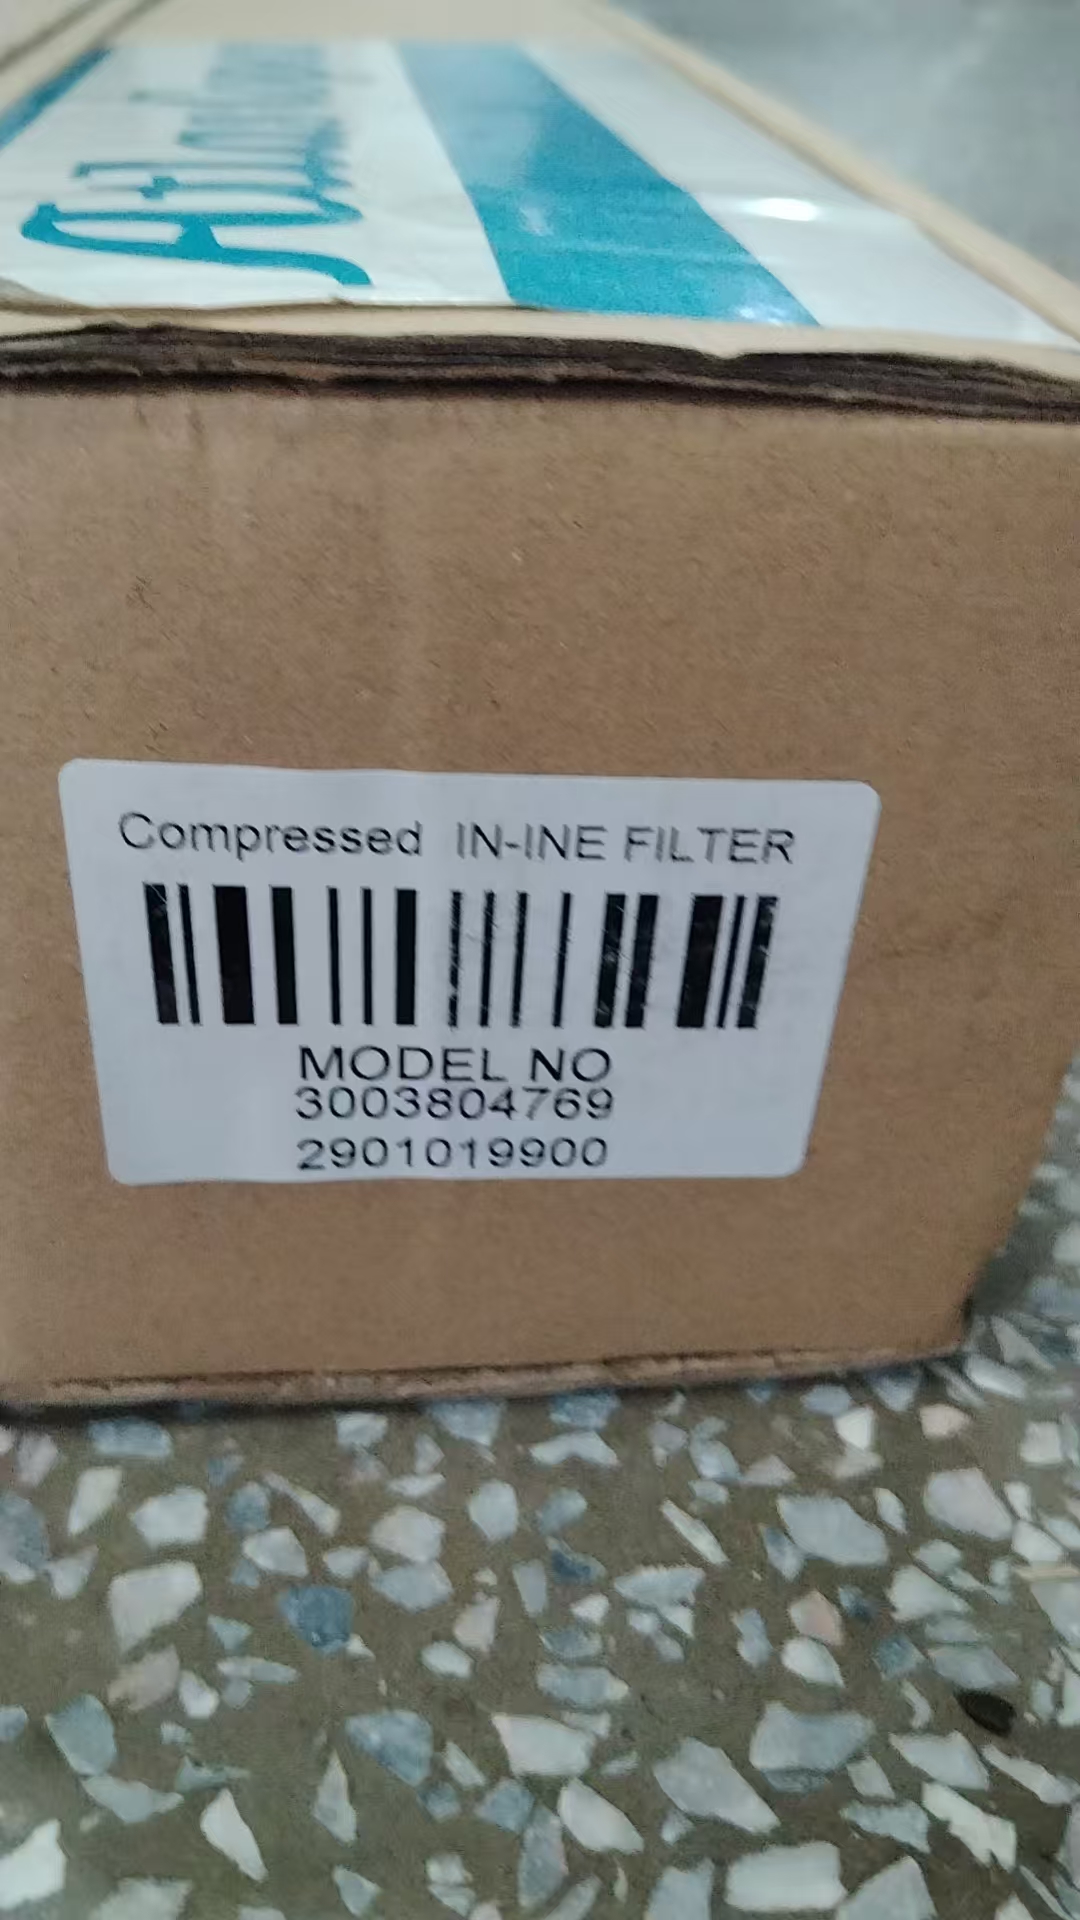 Compressed IN-INE FILTER
MODEL NO
3003804769
2901019900